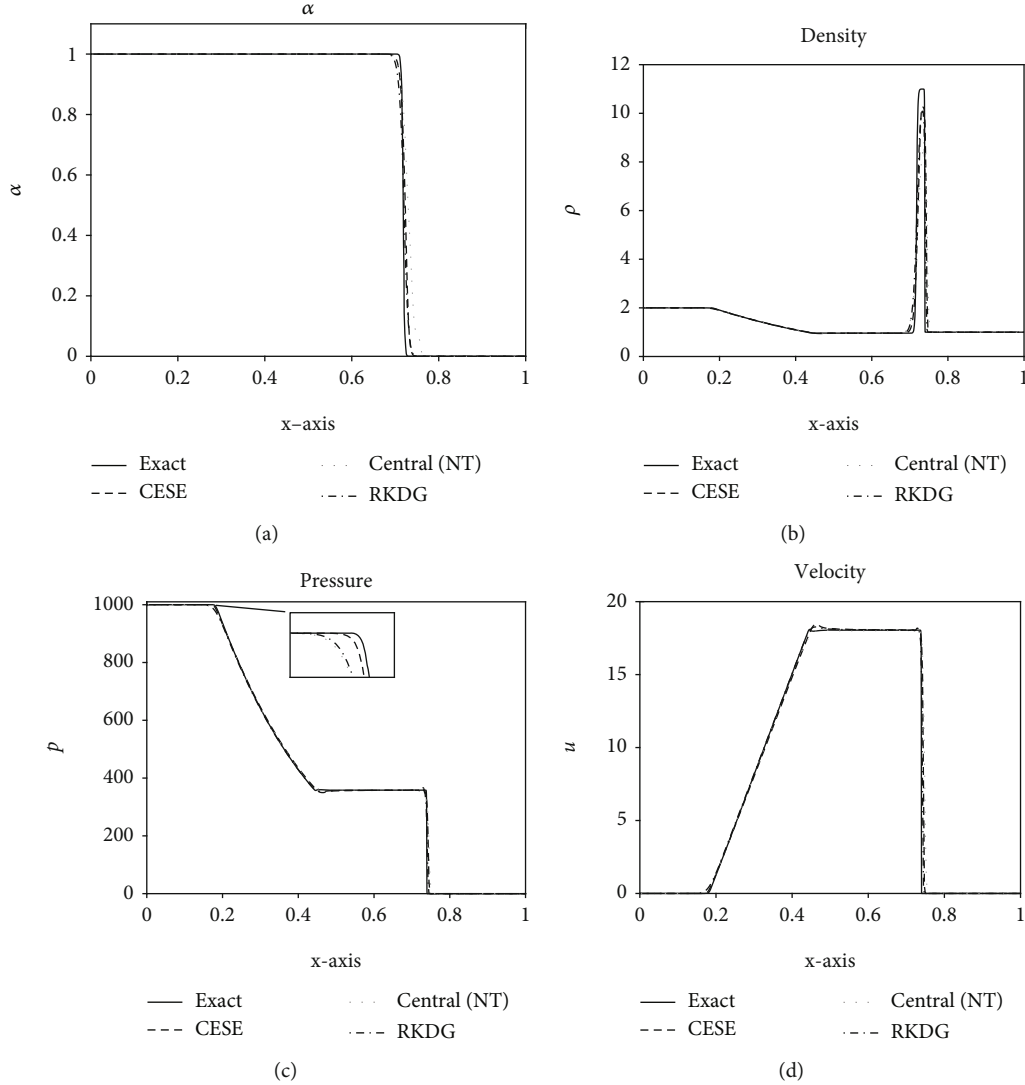 α
1
0.8
0.6
0.4
0.2
0
α
0 0.2 0.4 0.6 0.8 1
x–axis
Exact
CESE
Central (NT)
RKDG
(a)
Density
12
10
8
6
4
2
0
ρ
0 0.2 0.4 0.6 0.8 1
x-axis
Exact
CESE
Central (NT)
RKDG
(b)
Pressure
1000
800
600
400
200
0
p
0 0.2 0.4 0.6 0.8 1
x-axis
Exact
CESE
Central (NT)
RKDG
(c)
Velocity
20
15
10
5
0
u
0 0.2 0.4 0.6 0.8 1
x-axis
Exact
CESE
Central (NT)
RKDG
(d)